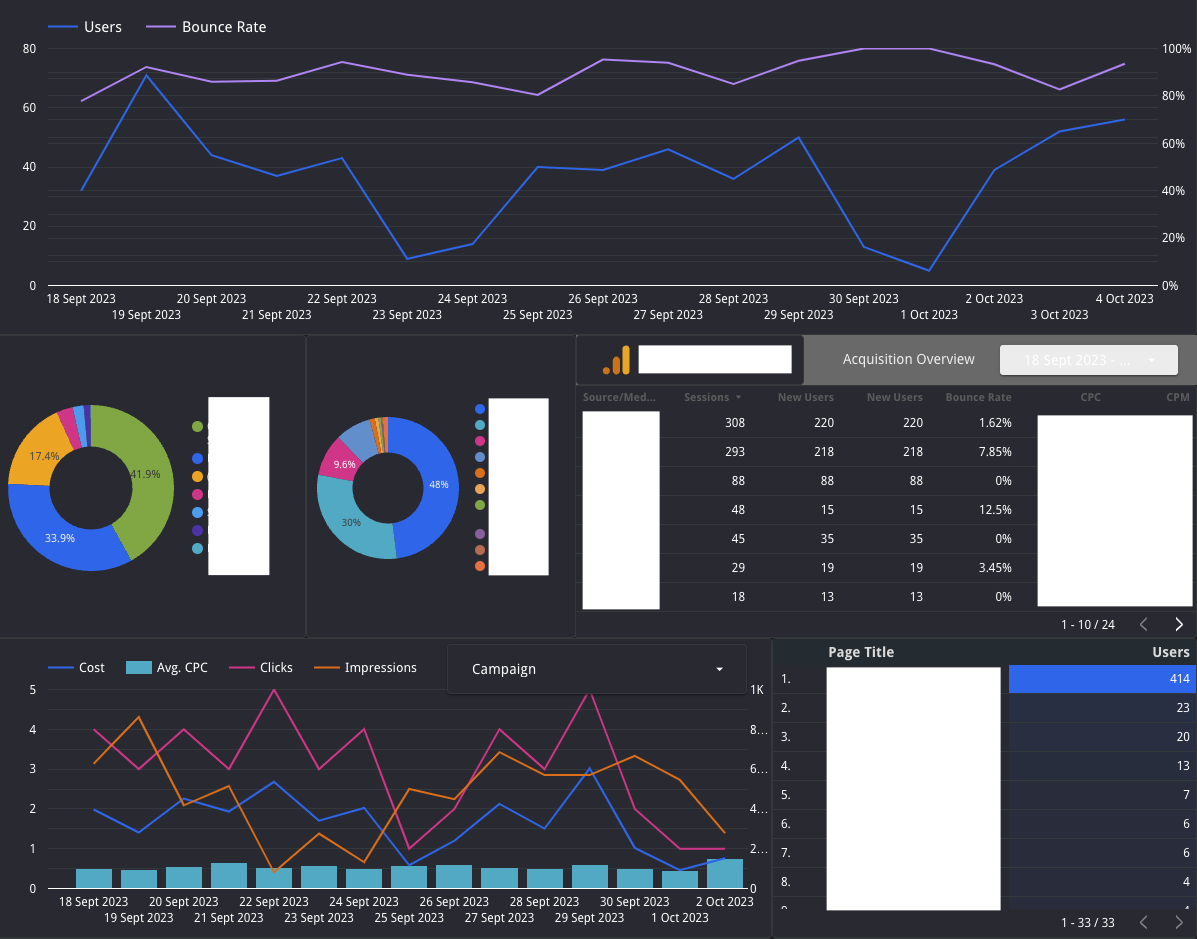 Users Bounce Rate
80 100%
60 80%
40 60%
40%
20 20%
0 0%
18 Sept 2023 20 Sept 2023 22 Sept 2023 24 Sept 2023 26 Sept 2023 28 Sept 2023 30 Sept 2023 2 Oct 2023 4 Oct 2023
19 Sept 2023 21 Sept 2023 23 Sept 2023 25 Sept 2023 27 Sept 2023 29 Sept 2023 1 Oct 2023 3 Oct 2023
41.9%
33.9%
17.4%
48%
30%
9.6%
Acquisition Overview 18 Sept 2023 - ...
Source/Med... Sessions New Users New Users Bounce Rate CPC CPM
308 220 220 1.62%
293 218 218 7.85%
88 88 88 0%
48 15 15 12.5%
45 35 35 0%
29 19 19 3.45%
18 13 13 0%
1 - 10 / 24
Cost Avg. CPC Clicks Impressions Campaign
5 1K
4 8...
3 6...
2 4...
1 2...
0 0
18 Sept 2023 20 Sept 2023 22 Sept 2023 24 Sept 2023 26 Sept 2023 28 Sept 2023 30 Sept 2023 2 Oct 2023
19 Sept 2023 21 Sept 2023 23 Sept 2023 25 Sept 2023 27 Sept 2023 29 Sept 2023 1 Oct 2023
Page Title Users
1. 414
2. 23
3. 20
4. 13
5. 7
6. 6
7. 6
8. 4
1 - 33 / 33